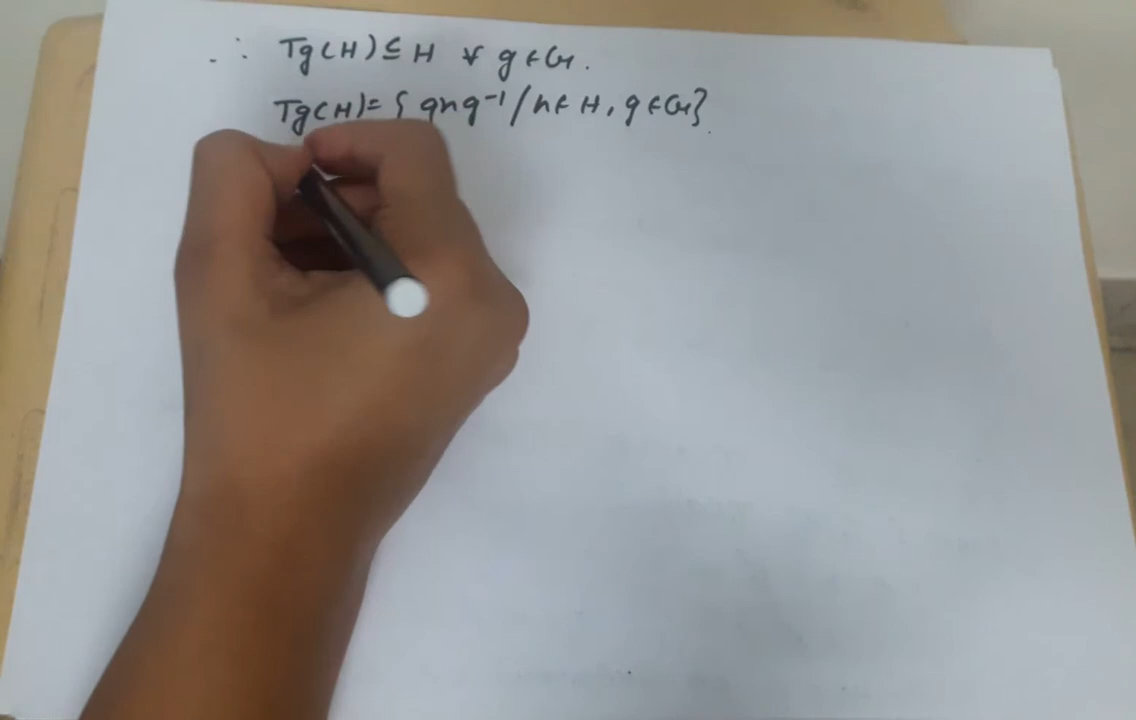 ∴ Tg(H) ⊆ H ∀ g ∈ G.
Tg(H) = { ghg⁻¹ / h ∈ H, g ∈ G}.